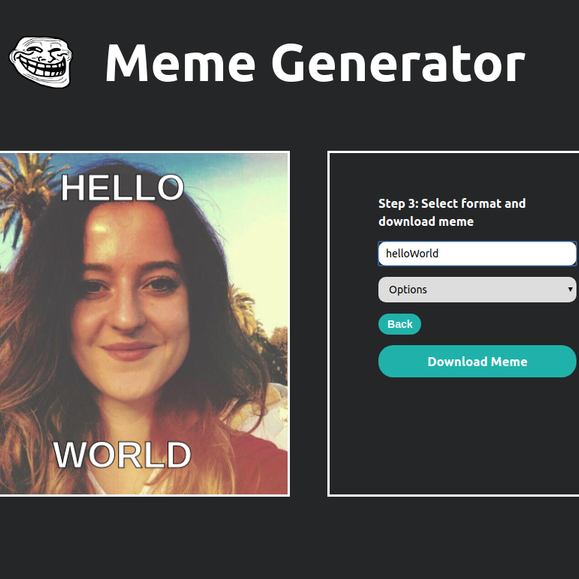 Meme Generator
HELLO
WORLD
Step 3: Select format and
download meme
helloWorld
Options
Back
Download Meme